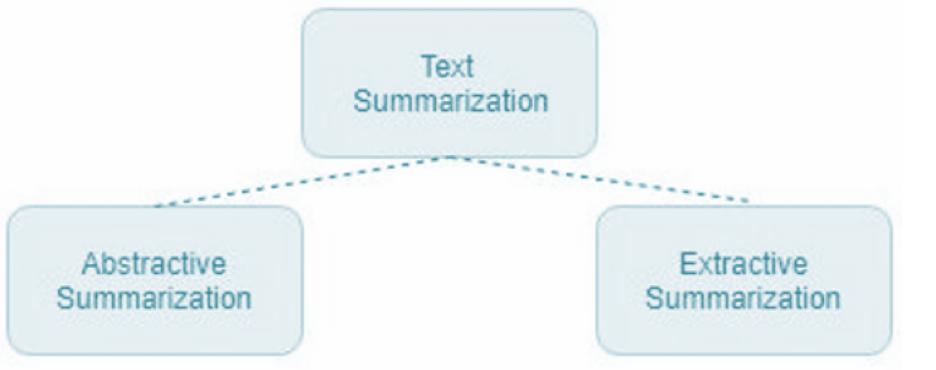 Text
Summarization
Abstractive
Summarization
Extractive
Summarization